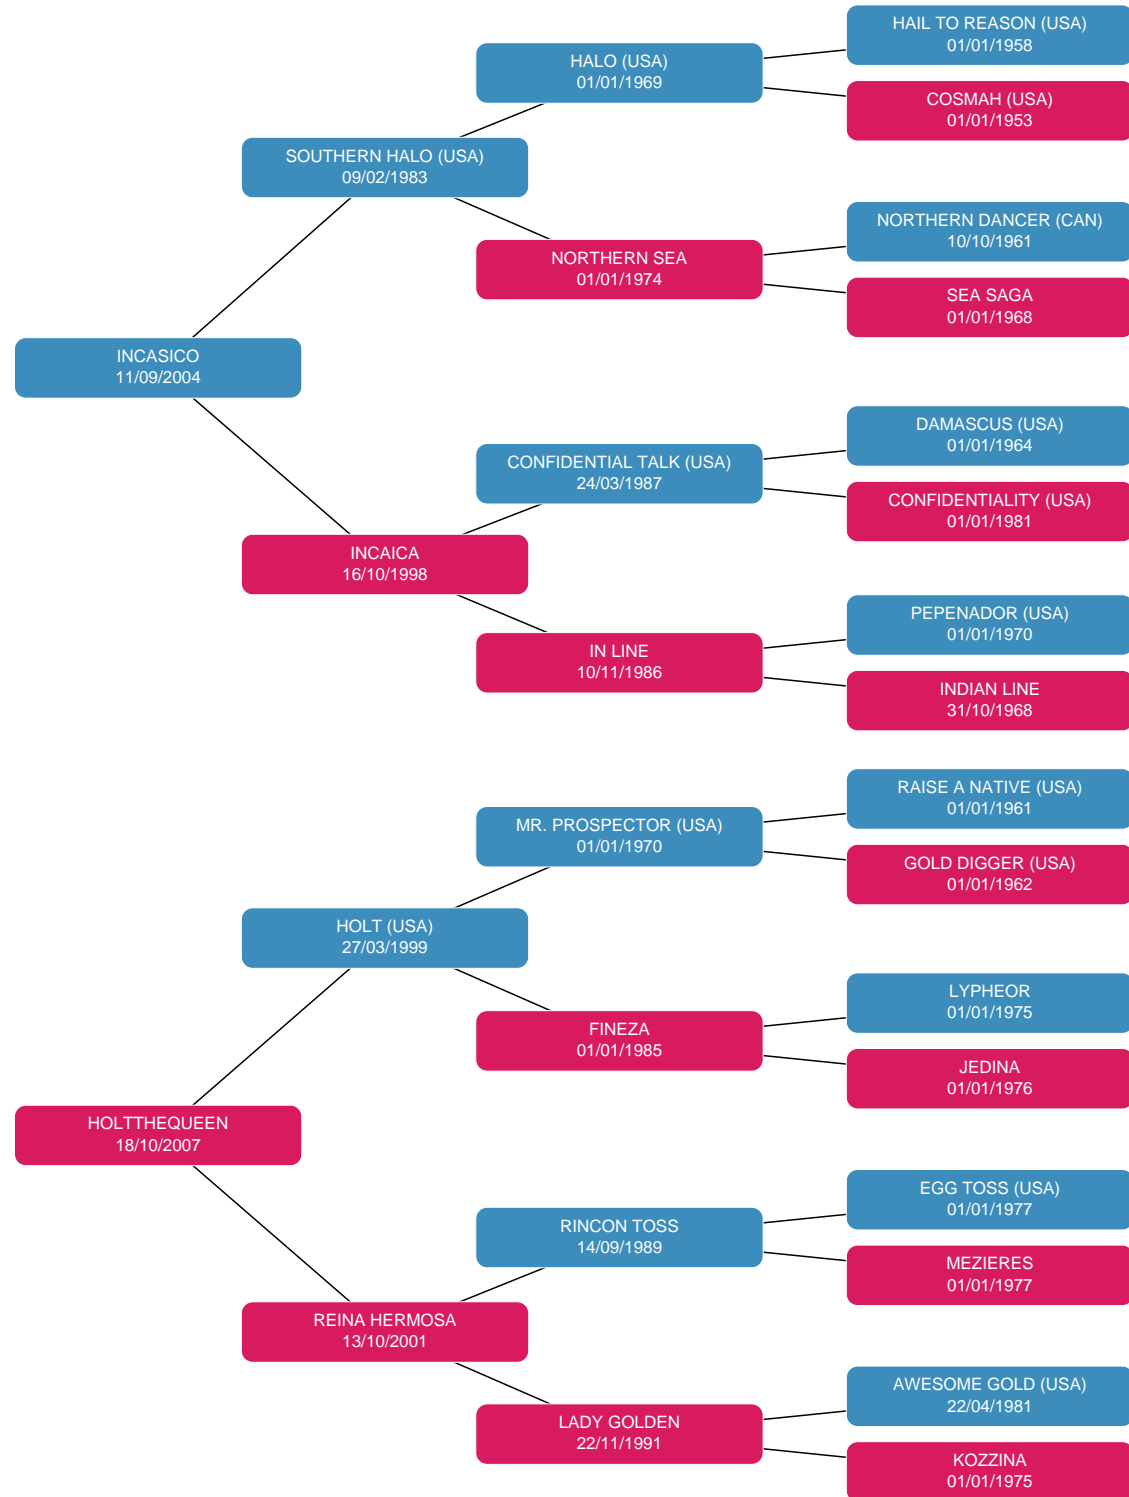 HAIL TO REASON (USA)
01/01/1958
HALO (USA)
01/01/1969
COSMAH (USA)
01/01/1953
SOUTHERN HALO (USA)
09/02/1983
NORTHERN DANCER (CAN)
10/10/1961
NORTHERN SEA
01/01/1974
SEA SAGA
01/01/1968
INCASICO
11/09/2004
DAMASCUS (USA)
01/01/1964
CONFIDENTIAL TALK (USA)
24/03/1987
CONFIDENTIALITY (USA)
01/01/1981
INCAICA
16/10/1998
PEPENADOR (USA)
01/01/1970
IN LINE
10/11/1986
INDIAN LINE
31/10/1968
RAISE A NATIVE (USA)
01/01/1961
MR. PROSPECTOR (USA)
01/01/1970
GOLD DIGGER (USA)
01/01/1962
HOLT (USA)
27/03/1999
LYPHEOR
01/01/1975
FINEZA
01/01/1985
JEDINA
01/01/1976
HOLTTHEQUEEN
18/10/2007
EGG TOSS (USA)
01/01/1977
RINCON TOSS
14/09/1989
MEZIERES
01/01/1977
REINA HERMOSA
13/10/2001
AWESOME GOLD (USA)
22/04/1981
LADY GOLDEN
22/11/1991
KOZZINA
01/01/1975